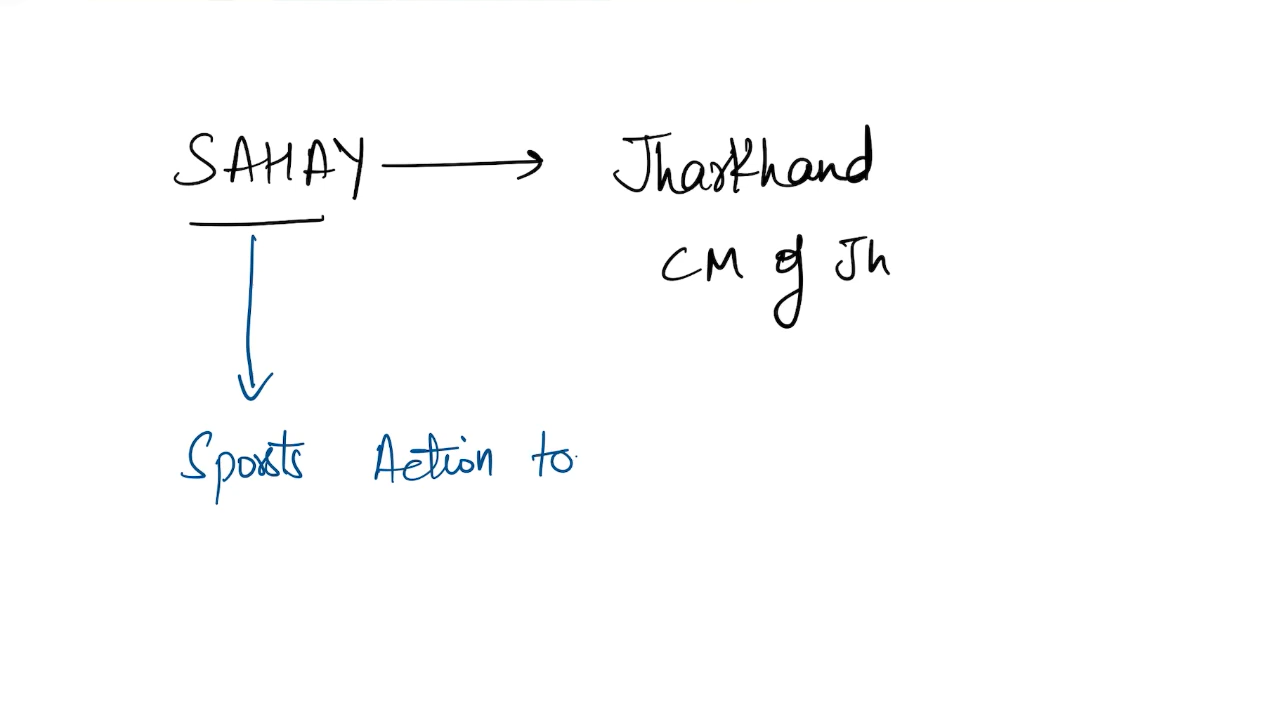 SAHAY → Jharkhand
CM of Jh
Sports Action to